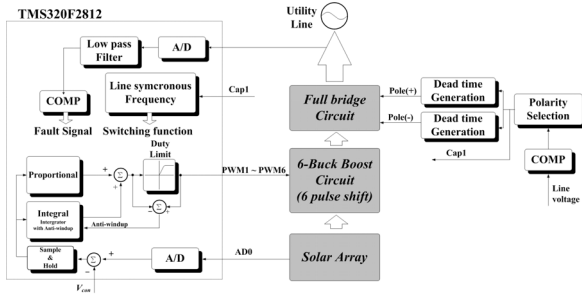 TMS320F2812
Utility
Line
Low pass
Filter
A/D
COMP
Fault Signal
Line symcronous
Frequency
Switching function
Cap1
Full bridge
Circuit
Pole(+)
Pole(-)
Dead time
Generation
Dead time
Generation
Polarity
Selection
Cap1
COMP
Line
voltage
Duty
Limit
Proportional
+
Σ
+
PWM1 ~ PWM6
6-Buck Boost
Circuit
(6 pulse shift)
Integral
Intergrator
with Anti-windup
Anti-windup
−
Σ
+
Sample
&
Hold
Σ
+
−
A/D
AD0
Solar Array